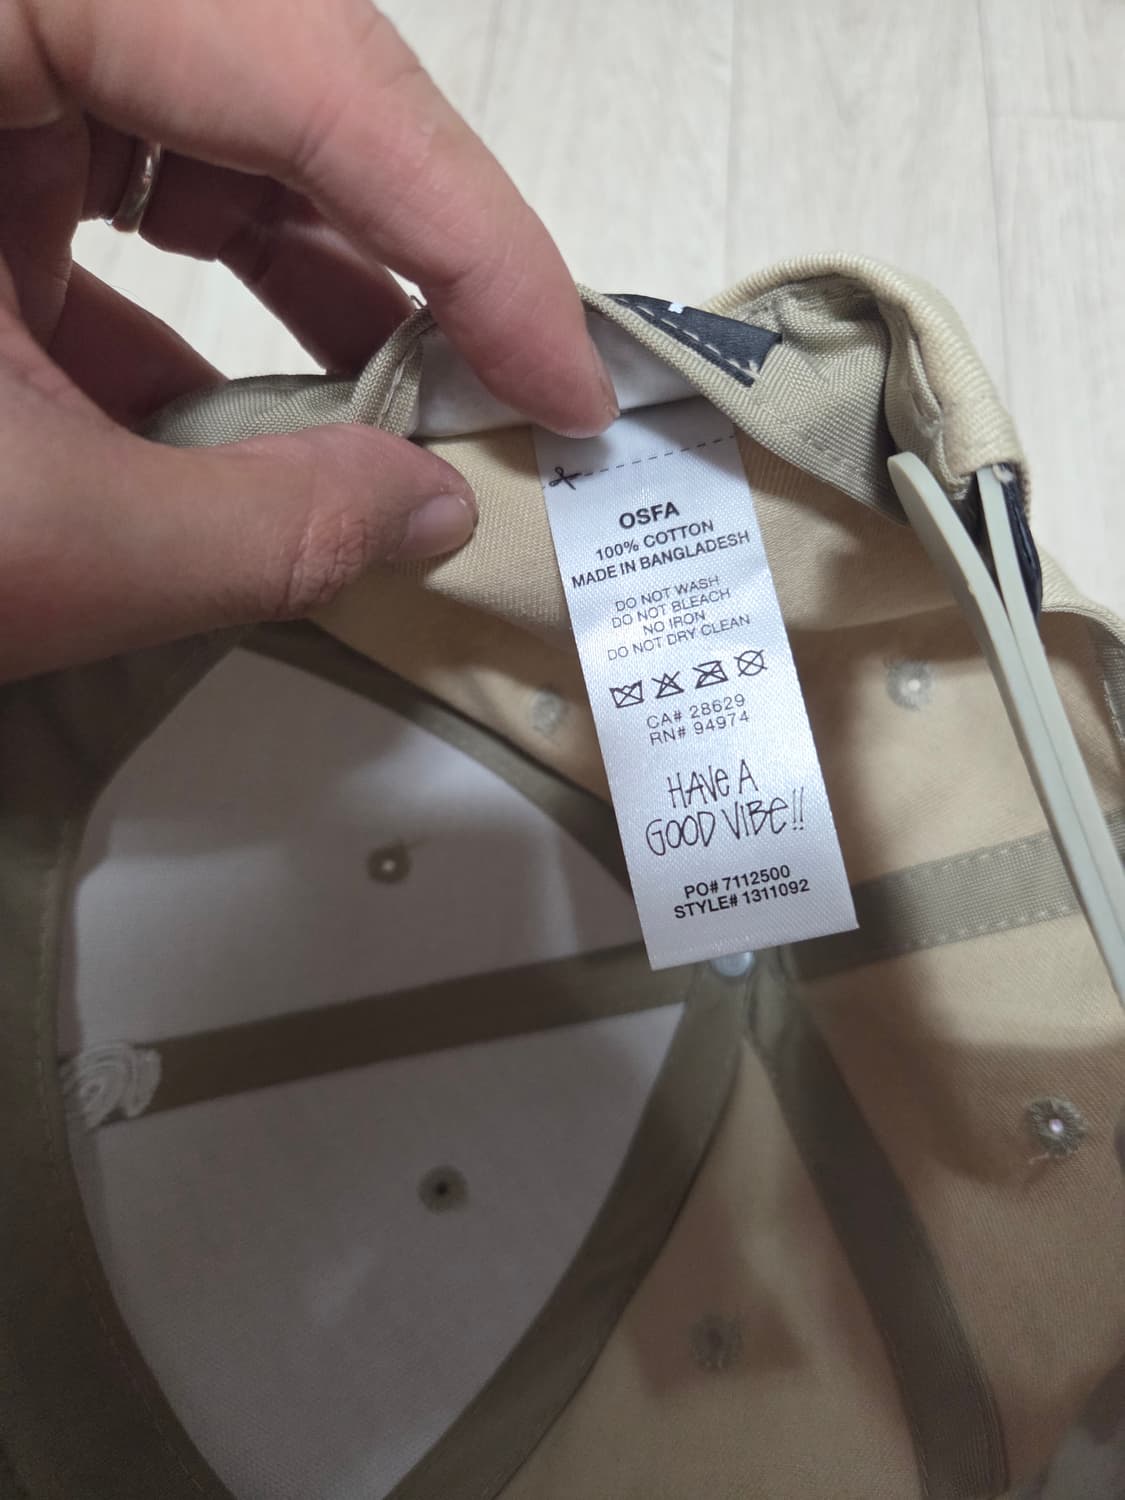 OSFA
100% COTTON
MADE IN BANGLADESH
DO NOT WASH
DO NOT BLEACH
NO IRON
DO NOT DRY CLEAN
CA# 28629
RN# 94974
HAVE A
GOOD VIBE!!
PO# 7112500
STYLE# 1311092